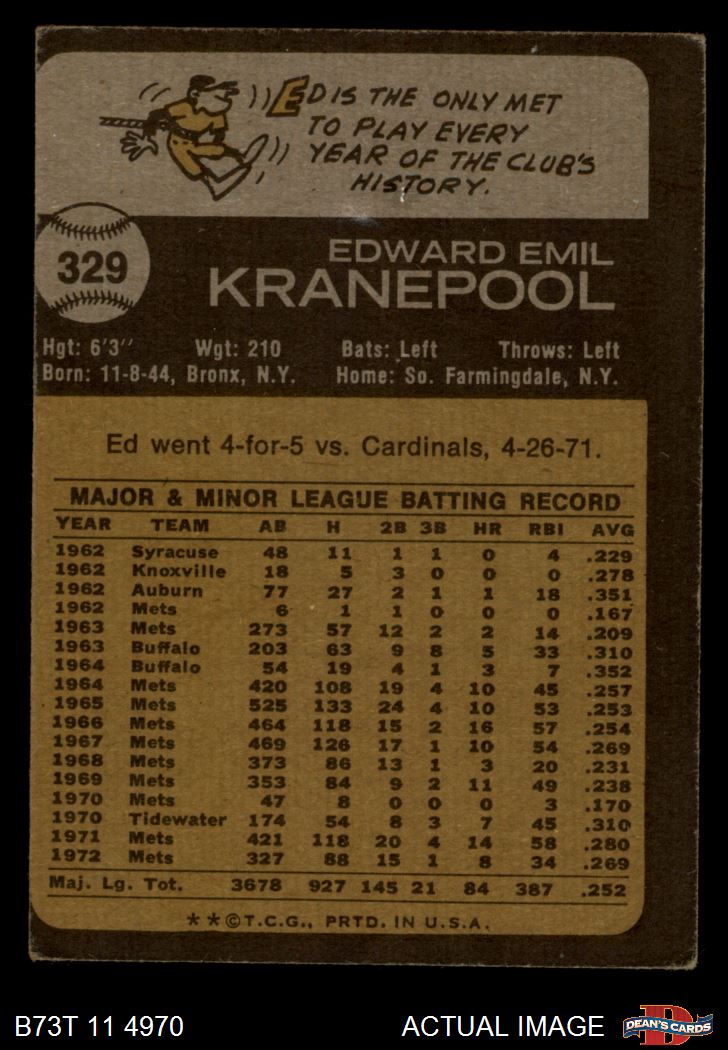 ED IS THE ONLY MET
TO PLAY EVERY
YEAR OF THE CLUB'S
HISTORY.
329
EDWARD EMIL
KRANEPOOL
Hgt: 6'3" Wgt: 210 Bats: Left Throws: Left
Born: 11-8-44, Bronx, N.Y. Home: So. Farmingdale, N.Y.
Ed went 4-for-5 vs. Cardinals, 4-26-71.
MAJOR & MINOR LEAGUE BATTING RECORD
YEAR TEAM AB H 2B 3B HR RBI AVG
1962 Syracuse 48 11 1 1 0 4 .229
1962 Knoxville 18 5 3 0 0 0 .278
1962 Auburn 77 27 2 1 1 18 .351
1962 Mets 6 1 1 0 0 0 .167
1963 Mets 273 57 12 2 2 14 .209
1963 Buffalo 203 63 9 8 5 33 .310
1964 Buffalo 54 19 4 1 3 7 .352
1964 Mets 420 108 19 4 10 45 .257
1965 Mets 525 133 24 4 10 53 .253
1966 Mets 464 118 15 2 16 57 .254
1967 Mets 469 126 17 1 10 54 .269
1968 Mets 373 86 13 1 3 20 .231
1969 Mets 353 84 9 2 11 49 .238
1970 Mets 47 8 0 0 0 3 .170
1970 Tidewater 174 54 8 3 7 45 .310
1971 Mets 421 118 20 4 14 58 .280
1972 Mets 327 88 15 1 8 34 .269
Maj. Lg. Tot. 3678 927 145 21 84 387 .252
**©T.C.G., PRTD. IN U.S.A.
B73T 11 4970 ACTUAL IMAGE
D
DEAN'S CARDS